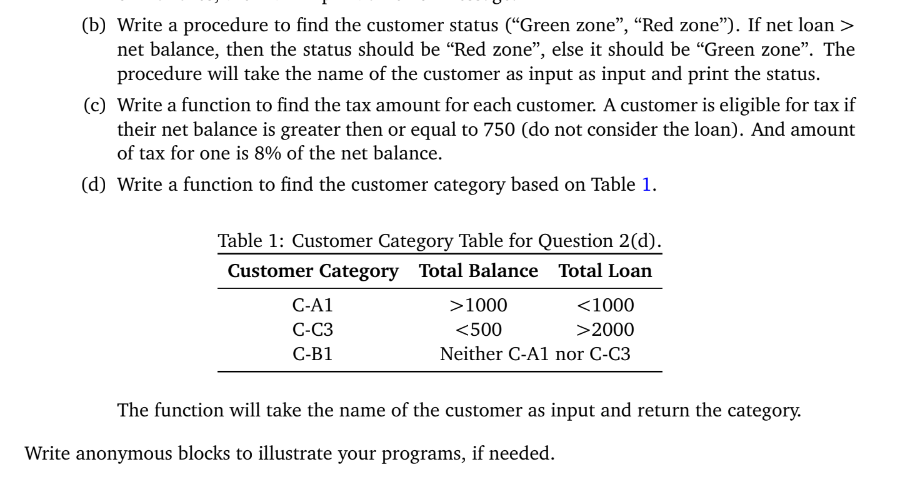 (b) Write a procedure to find the customer status (“Green zone”, “Red zone”). If net loan >
net balance, then the status should be “Red zone”, else it should be “Green zone”. The
procedure will take the name of the customer as input as input and print the status.
(c) Write a function to find the tax amount for each customer. A customer is eligible for tax if
their net balance is greater then or equal to 750 (do not consider the loan). And amount
of tax for one is 8% of the net balance.
(d) Write a function to find the customer category based on Table 1.
Table 1: Customer Category Table for Question 2(d).
Customer Category Total Balance Total Loan
C-A1 >1000 <1000
C-C3 <500 >2000
C-B1 Neither C-A1 nor C-C3
The function will take the name of the customer as input and return the category.
Write anonymous blocks to illustrate your programs, if needed.